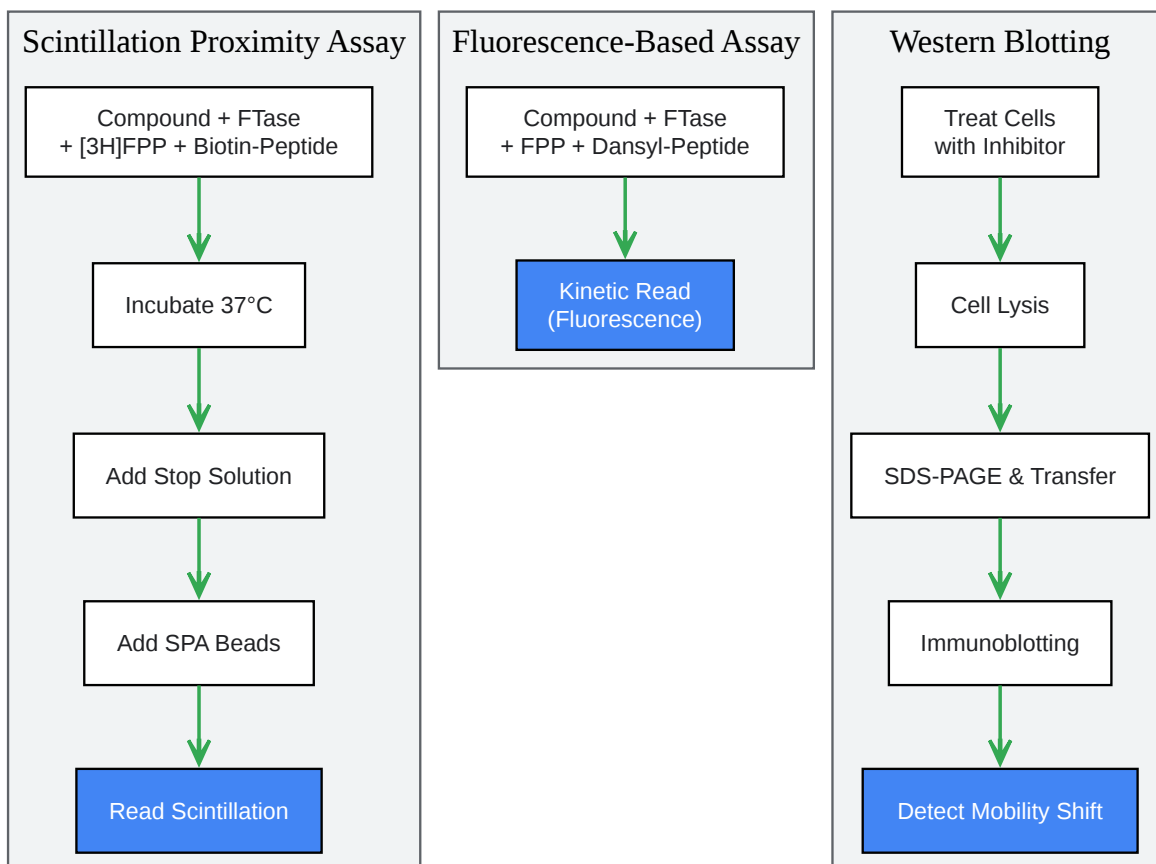 Scintillation Proximity Assay
Compound + FTase
+ [3H]FPP + Biotin-Peptide
Incubate 37°C
Add Stop Solution
Add SPA Beads
Read Scintillation
Fluorescence-Based Assay
Compound + FTase
+ FPP + Dansyl-Peptide
Kinetic Read
(Fluorescence)
Western Blotting
Treat Cells
with Inhibitor
Cell Lysis
SDS-PAGE & Transfer
Immunoblotting
Detect Mobility Shift